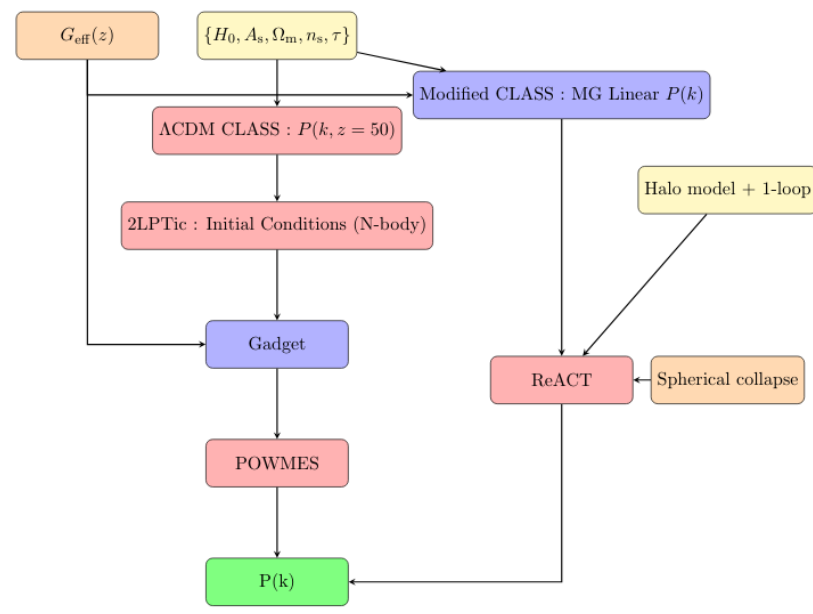 G_eff(z)
{H_0, A_s, Ω_m, n_s, τ}
Modified CLASS : MG Linear P(k)
ΛCDM CLASS : P(k, z = 50)
Halo model + 1-loop
2LPTic : Initial Conditions (N-body)
Gadget
ReACT
Spherical collapse
POWMES
P(k)